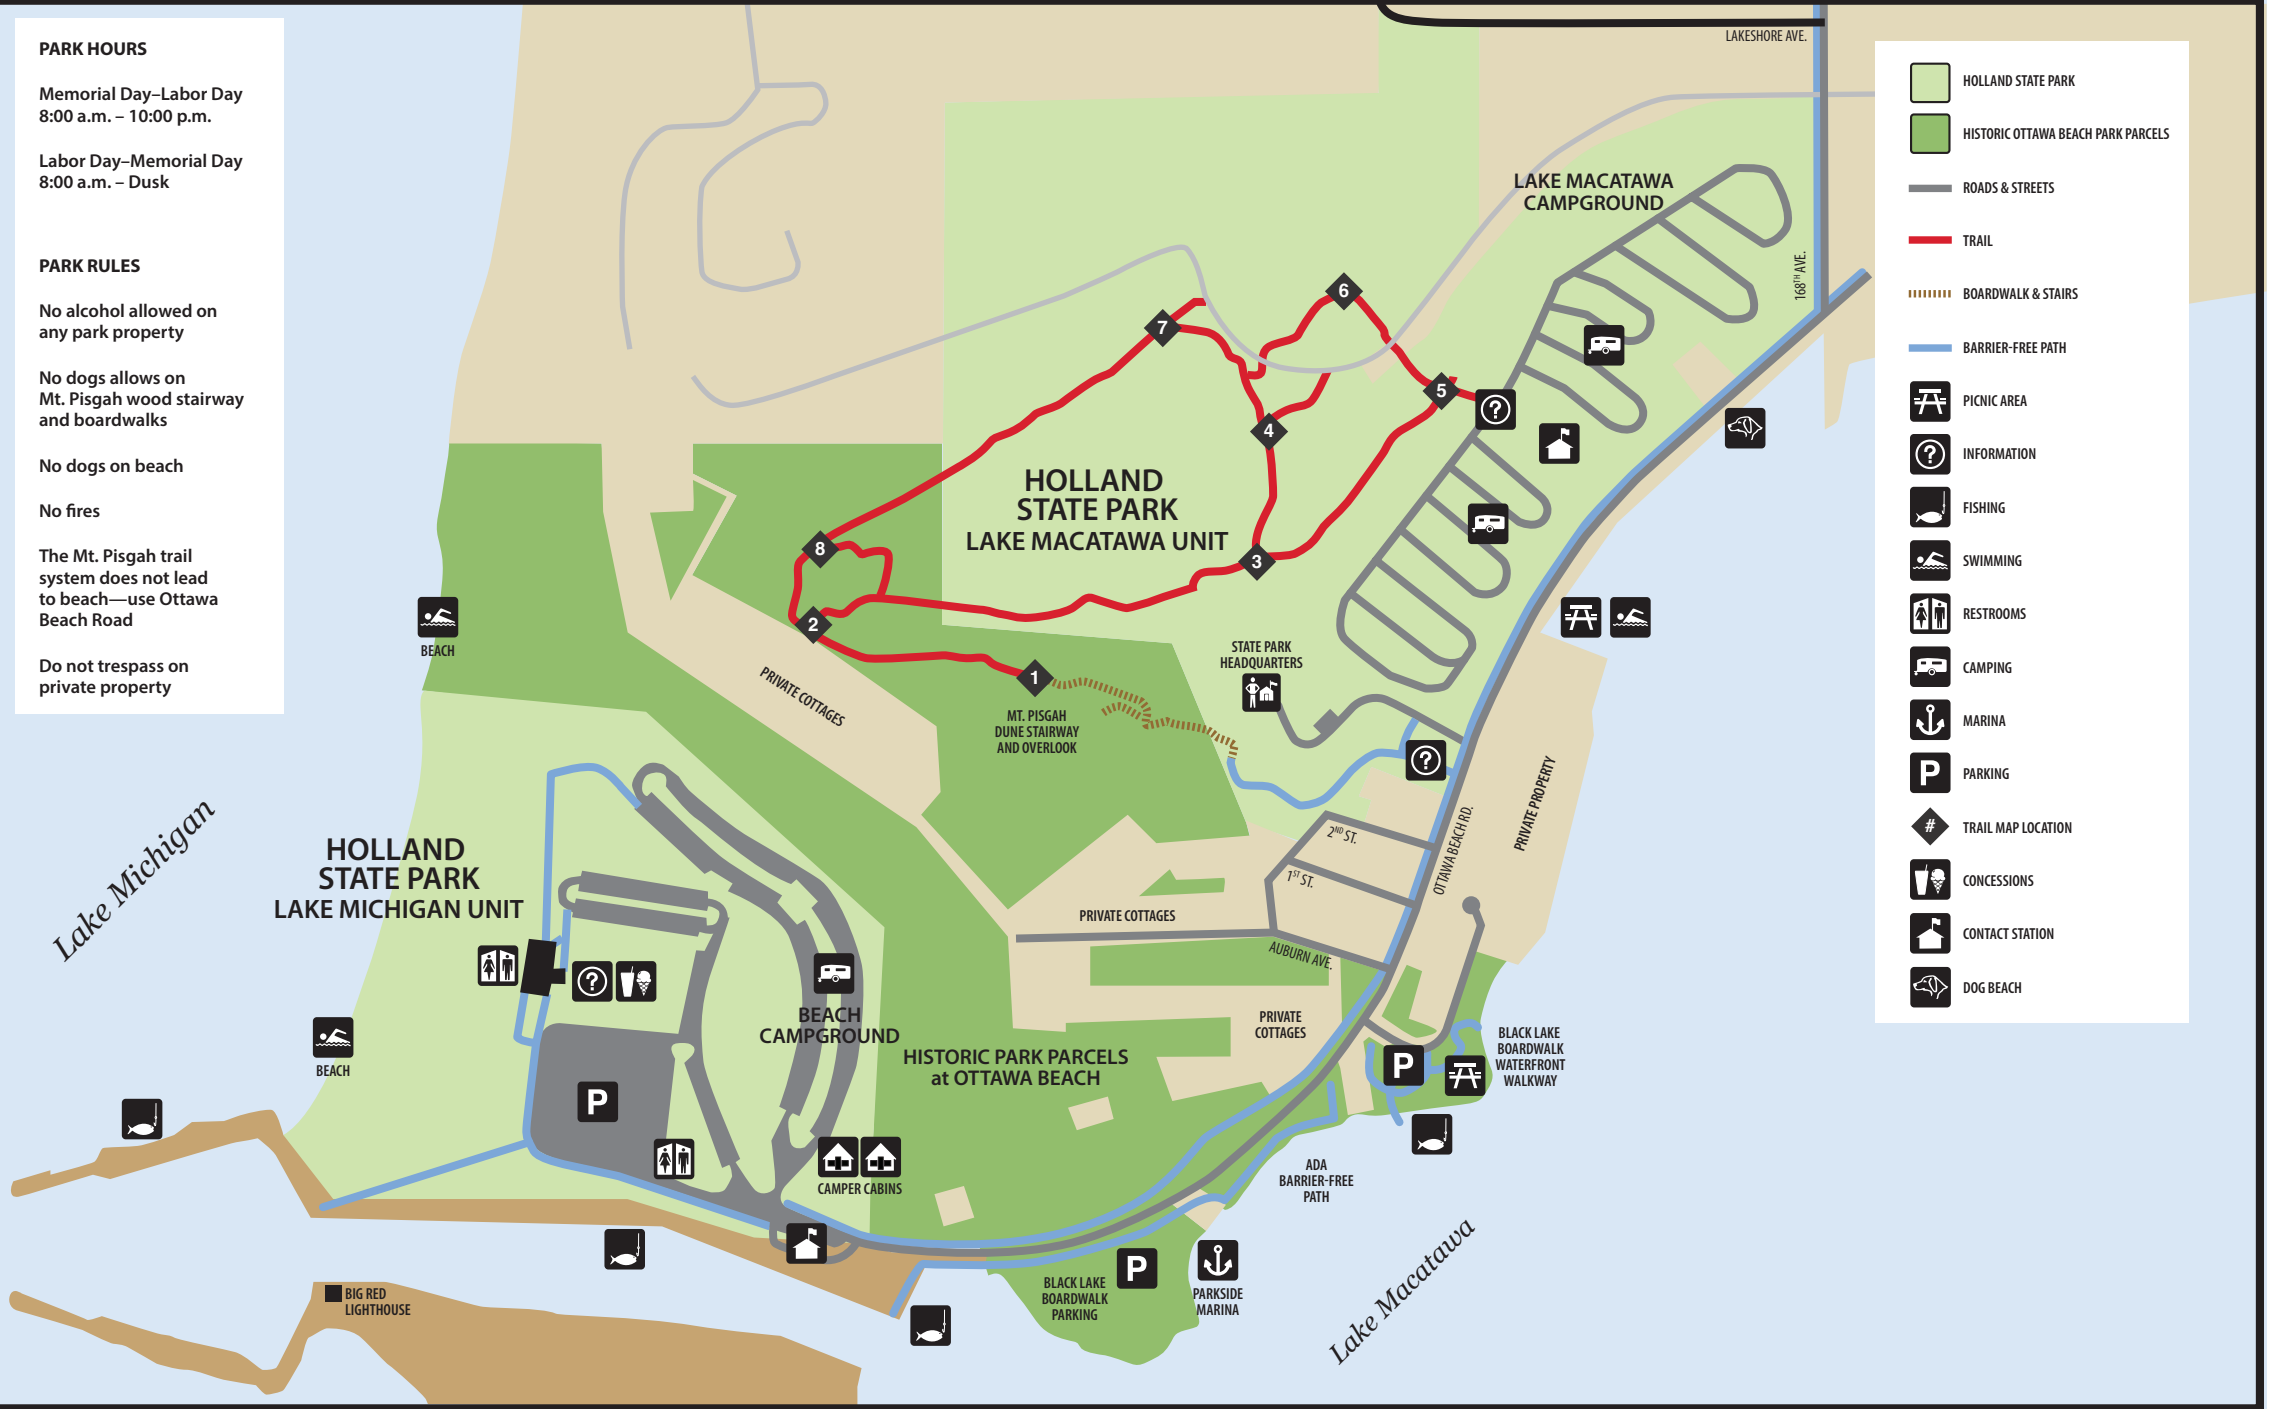 PARK HOURS
Memorial Day–Labor Day
8:00 a.m. – 10:00 p.m.
Labor Day–Memorial Day
8:00 a.m. – Dusk
PARK RULES
No alcohol allowed on
any park property
No dogs allows on
Mt. Pisgah wood stairway
and boardwalks
No dogs on beach
No fires
The Mt. Pisgah trail
system does not lead
to beach—use Ottawa
Beach Road
Do not trespass on
private property
LAKESHORE AVE.
LAKE MACATAWA
CAMPGROUND
168TH AVE.
6
7
5
4
HOLLAND
STATE PARK
LAKE MACATAWA UNIT
8
3
2
1
BEACH
PRIVATE COTTAGES
STATE PARK
HEADQUARTERS
MT. PISGAH
DUNE STAIRWAY
AND OVERLOOK
PRIVATE PROPERTY
OTTAWA BEACH RD.
2ND ST.
1ST ST.
Lake Michigan
HOLLAND
STATE PARK
LAKE MICHIGAN UNIT
PRIVATE COTTAGES
AUBURN AVE.
BEACH
CAMPGROUND
PRIVATE
COTTAGES
HISTORIC PARK PARCELS
at OTTAWA BEACH
BLACK LAKE
BOARDWALK
WATERFRONT
WALKWAY
P
BEACH
P
CAMPER CABINS
ADA
BARRIER-FREE
PATH
P
BLACK LAKE
BOARDWALK
PARKING
PARKSIDE
MARINA
BIG RED
LIGHTHOUSE
Lake Macatawa
HOLLAND STATE PARK
HISTORIC OTTAWA BEACH PARK PARCELS
ROADS & STREETS
TRAIL
BOARDWALK & STAIRS
BARRIER-FREE PATH
PICNIC AREA
? INFORMATION
FISHING
SWIMMING
RESTROOMS
CAMPING
MARINA
P PARKING
# TRAIL MAP LOCATION
CONCESSIONS
CONTACT STATION
DOG BEACH